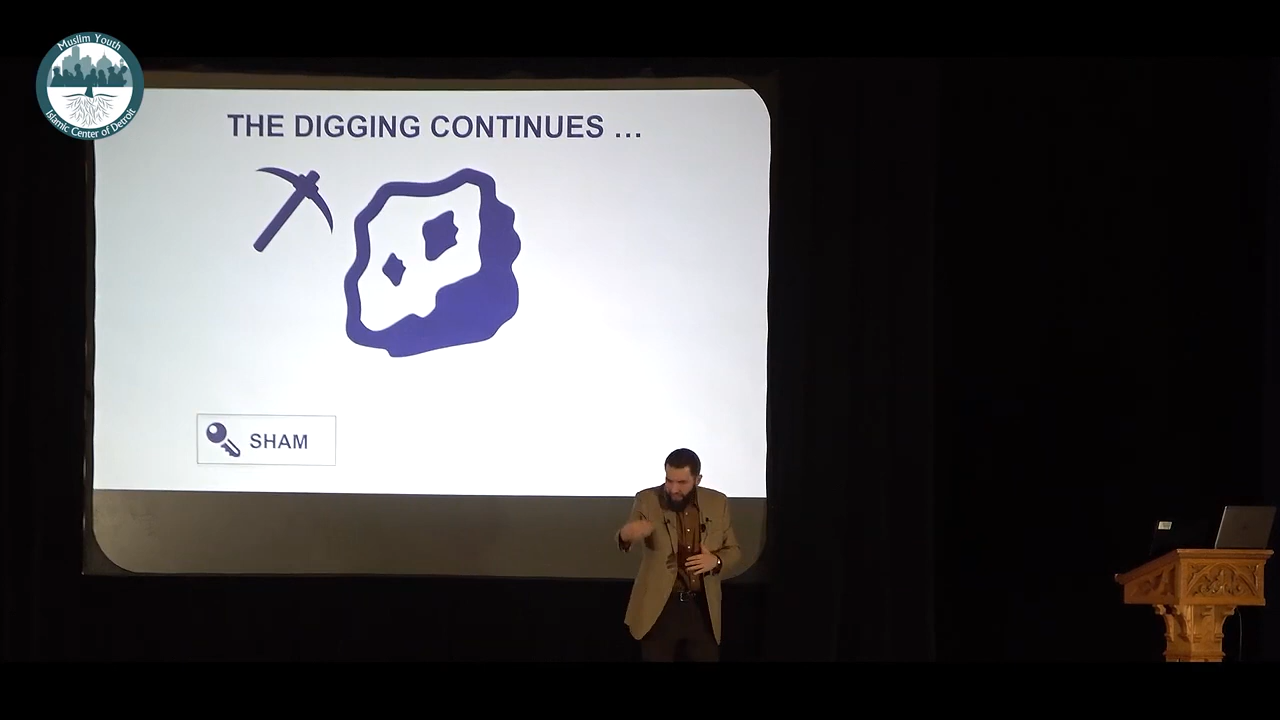 Muslim Youth
Islamic Center of Detroit
THE DIGGING CONTINUES ...
SHAM